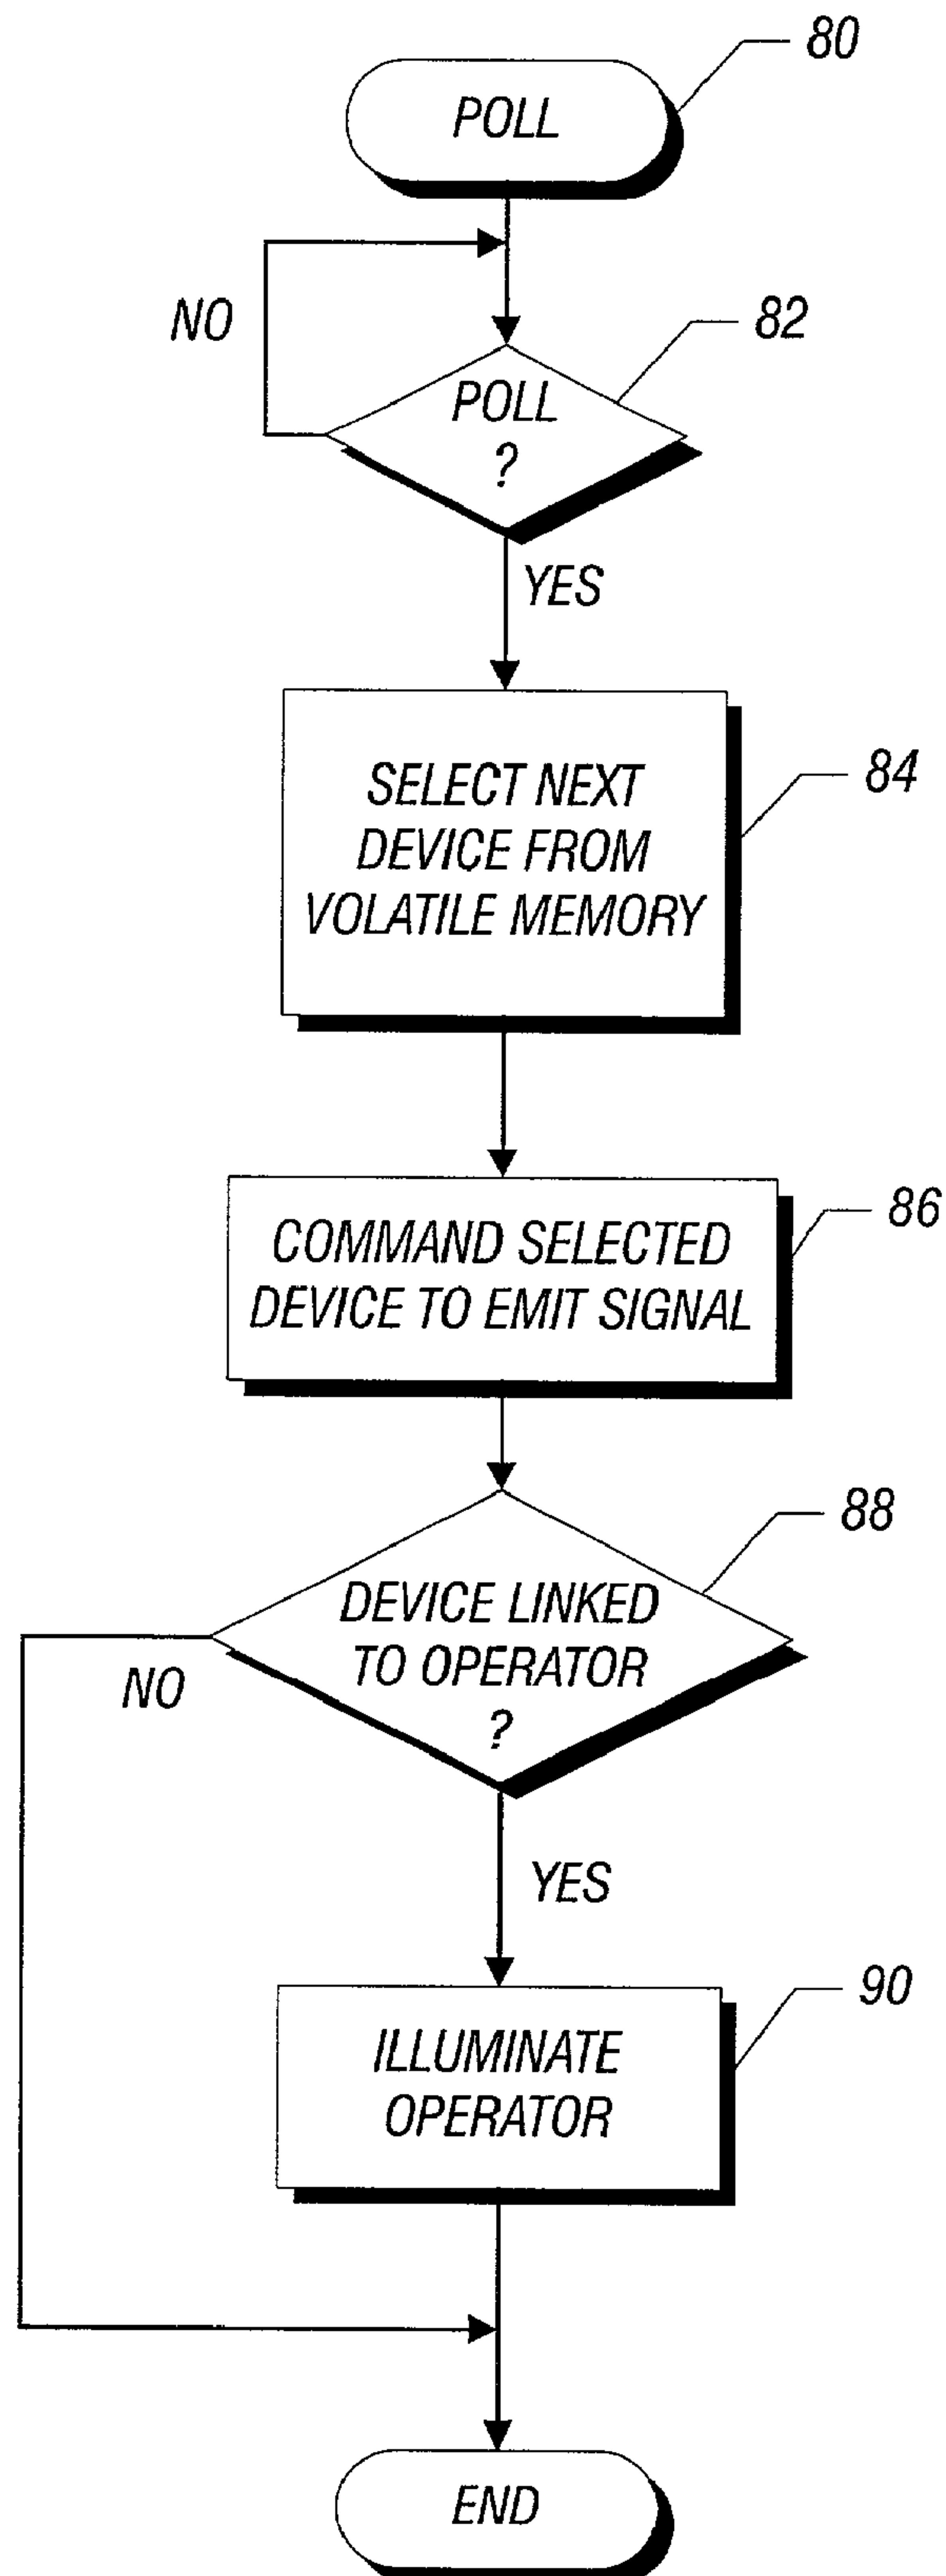 80
POLL
NO
82
POLL
?
YES
84
SELECT NEXT
DEVICE FROM
VOLATILE MEMORY
86
COMMAND SELECTED
DEVICE TO EMIT SIGNAL
88
DEVICE LINKED
TO OPERATOR
?
NO
YES
90
ILLUMINATE
OPERATOR
END